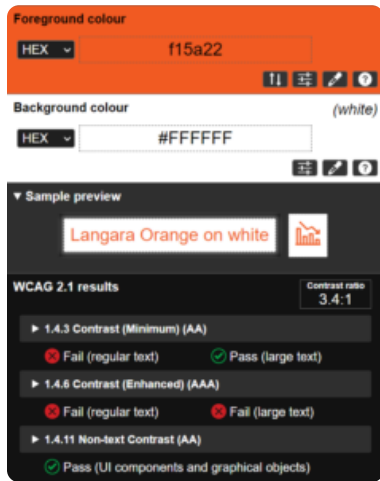 Foreground colour
HEX
f15a22
Background colour
(white)
HEX
#FFFFFF
▼ Sample preview
Langara Orange on white
WCAG 2.1 results
Contrast ratio
3.4:1
▶ 1.4.3 Contrast (Minimum) (AA)
Fail (regular text) Pass (large text)
▶ 1.4.6 Contrast (Enhanced) (AAA)
Fail (regular text) Fail (large text)
▶ 1.4.11 Non-text Contrast (AA)
Pass (UI components and graphical objects)